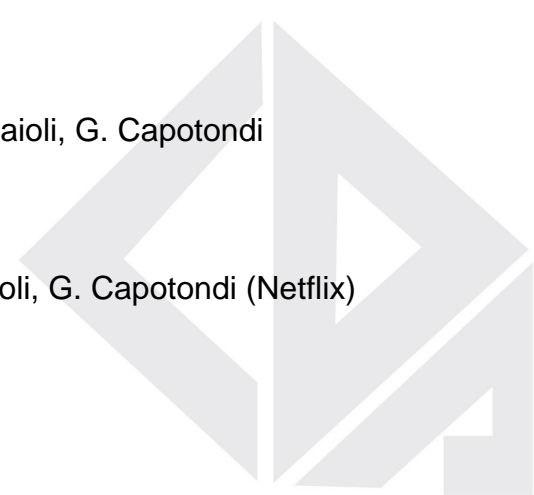 aioli, G. Capotondi
oli, G. Capotondi (Netflix)